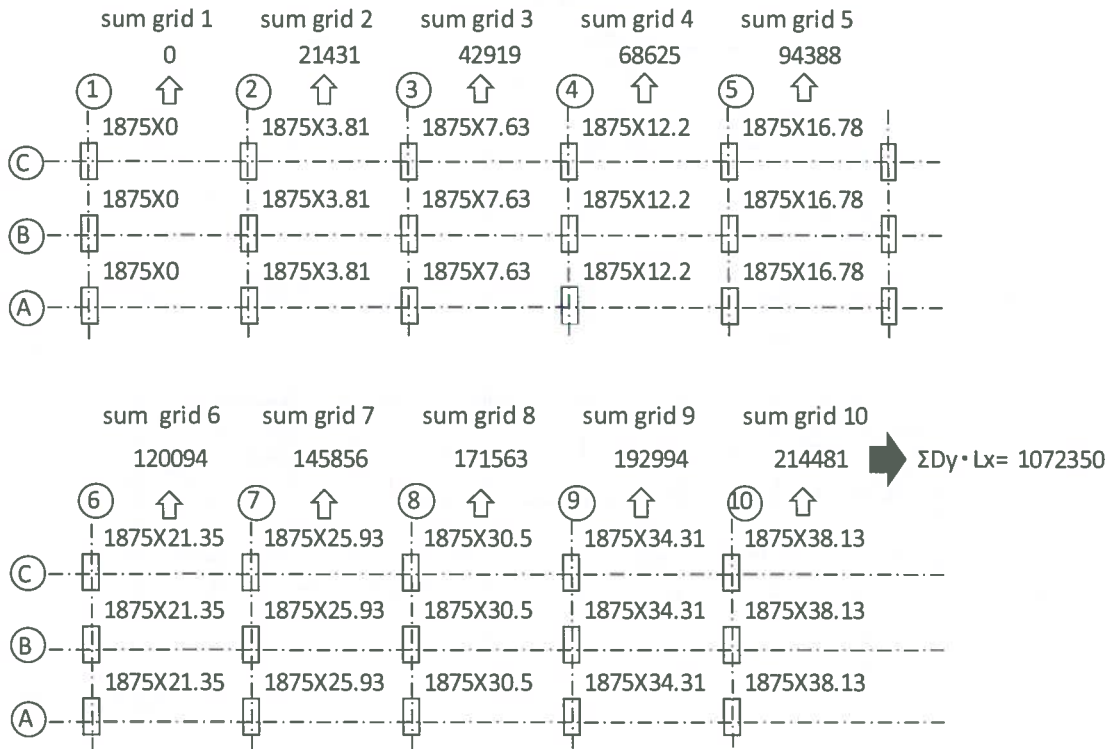 sum grid 1 sum grid 2 sum grid 3 sum grid 4 sum grid 5
0 21431 42919 68625 94388
1 2 3 4 5
1875X0 1875X3.81 1875X7.63 1875X12.2 1875X16.78
C
1875X0 1875X3.81 1875X7.63 1875X12.2 1875X16.78
B
1875X0 1875X3.81 1875X7.63 1875X12.2 1875X16.78
A
sum grid 6 sum grid 7 sum grid 8 sum grid 9 sum grid 10
120094 145856 171563 192994 214481 ΣDy·Lx= 1072350
6 7 8 9 10
1875X21.35 1875X25.93 1875X30.5 1875X34.31 1875X38.13
C
1875X21.35 1875X25.93 1875X30.5 1875X34.31 1875X38.13
B
1875X21.35 1875X25.93 1875X30.5 1875X34.31 1875X38.13
A